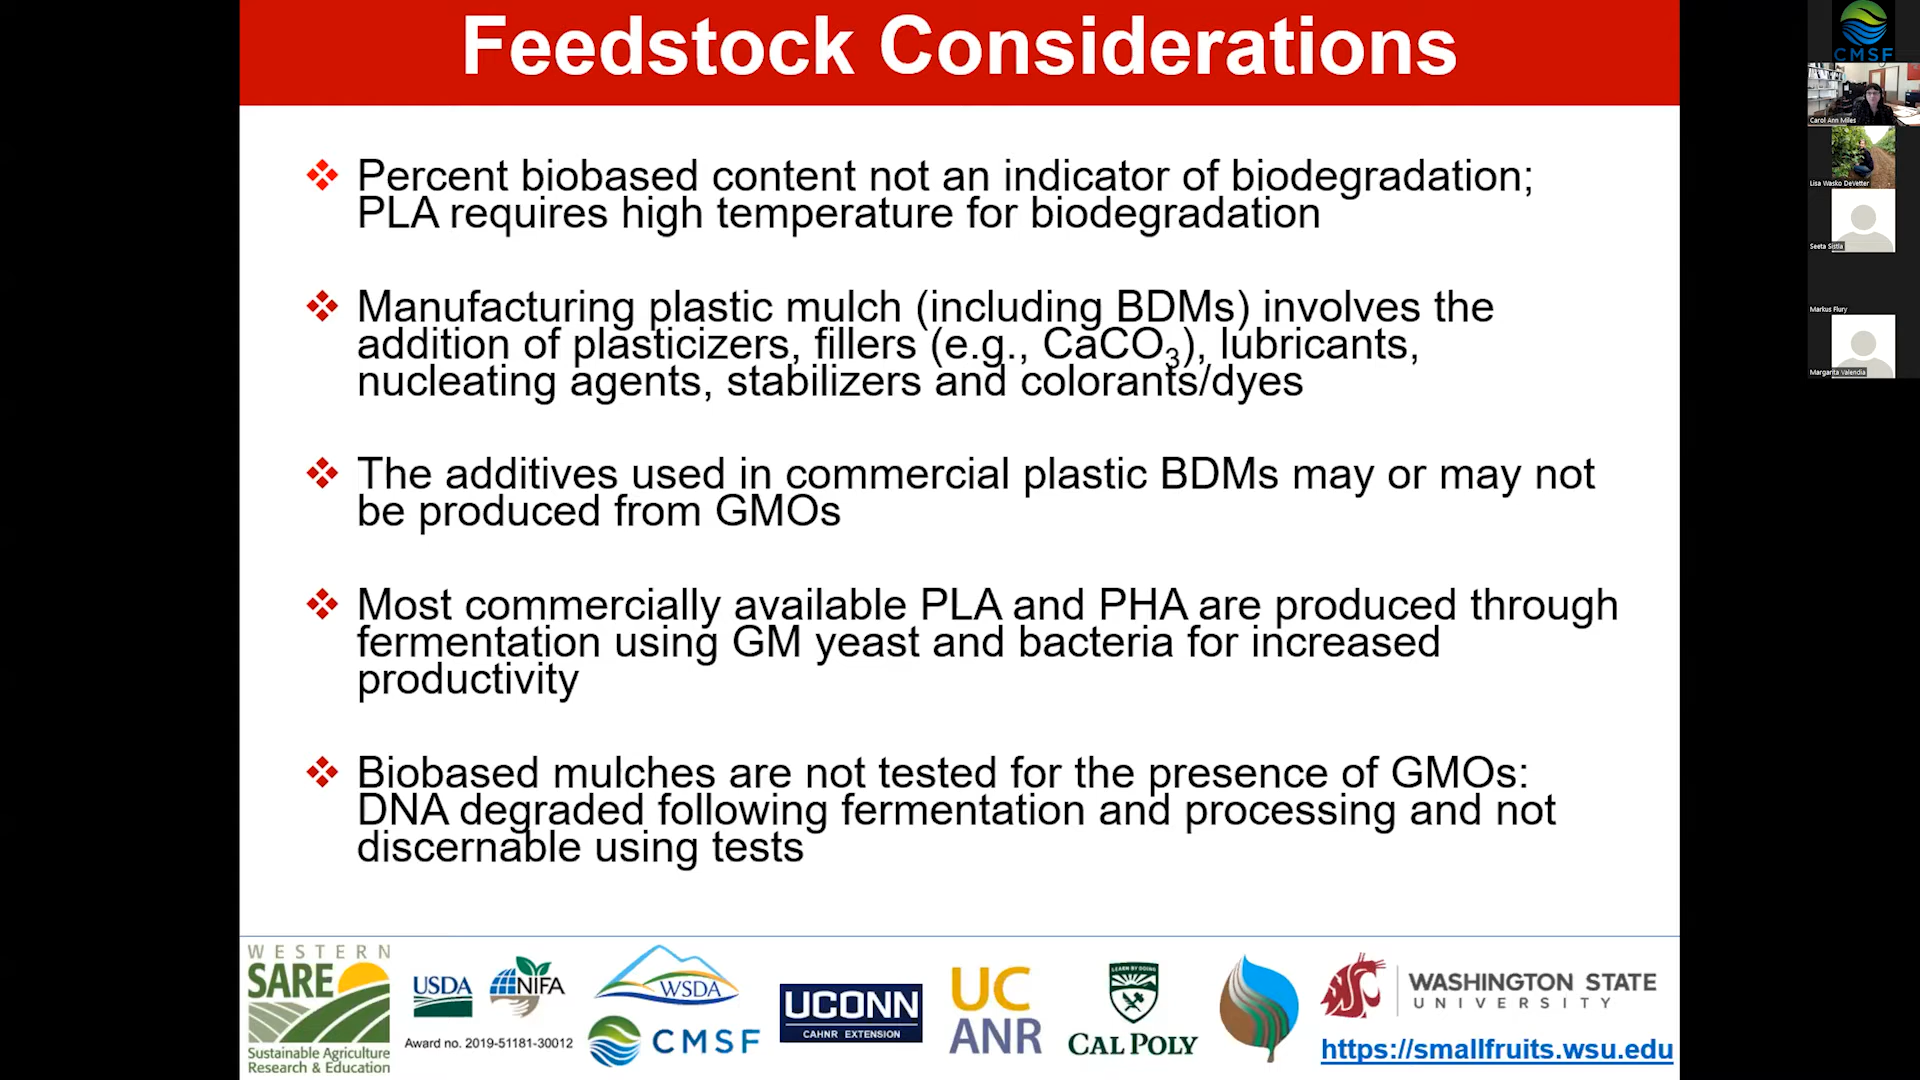 Feedstock Considerations
Percent biobased content not an indicator of biodegradation;
PLA requires high temperature for biodegradation
Manufacturing plastic mulch (including BDMs) involves the
addition of plasticizers, fillers (e.g., CaCO3), lubricants,
nucleating agents, stabilizers and colorants/dyes
The additives used in commercial plastic BDMs may or may not
be produced from GMOs
Most commercially available PLA and PHA are produced through
fermentation using GM yeast and bacteria for increased
productivity
Biobased mulches are not tested for the presence of GMOs:
DNA degraded following fermentation and processing and not
discernable using tests
WESTERN
SARE
Sustainable Agriculture
Research & Education
USDA
NIFA
Award no. 2019-51181-30012
WSDA
CMSF
UCONN
CAHNR EXTENSION
UC
ANR
LEARN BY DOING
CAL POLY
WASHINGTON STATE
UNIVERSITY
https://smallfruits.wsu.edu
CMSF
Carol Ann Miles
Lisa Wasko DeVetter
Seeta Sistla
Markus Flury
Margarita Velandia